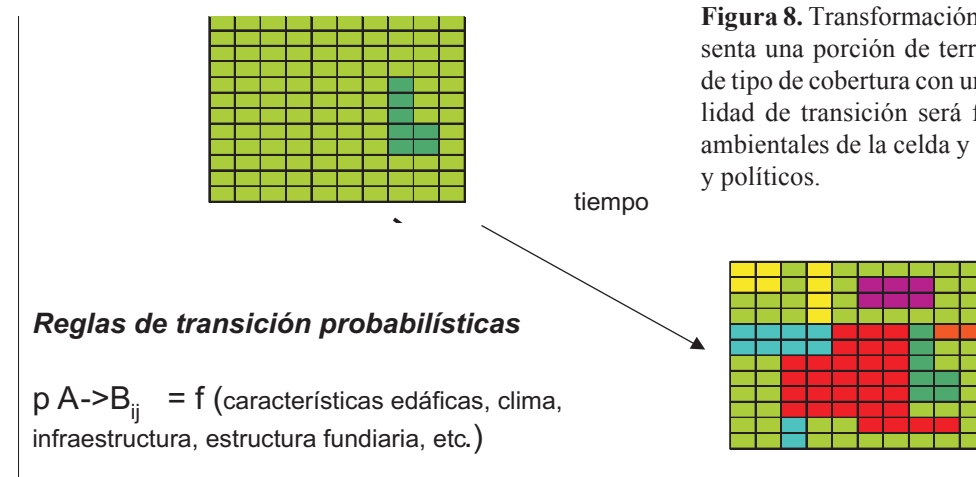 Figura 8. Transformación
senta una porción de terr
de tipo de cobertura con un
lidad de transición será f
ambientales de la celda y
y políticos.
tiempo
Reglas de transición probabilísticas
p A->Bij = f (características edáficas, clima,
infraestructura, estructura fundiaria, etc.)